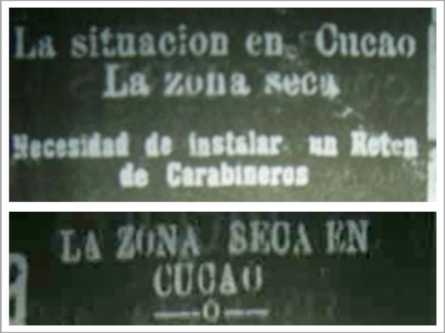 La situacion en Cucao
La zona seca
Necesidad de instalar un Reten
de Carabineros
LA ZONA SECA EN
CUCAO
—o—